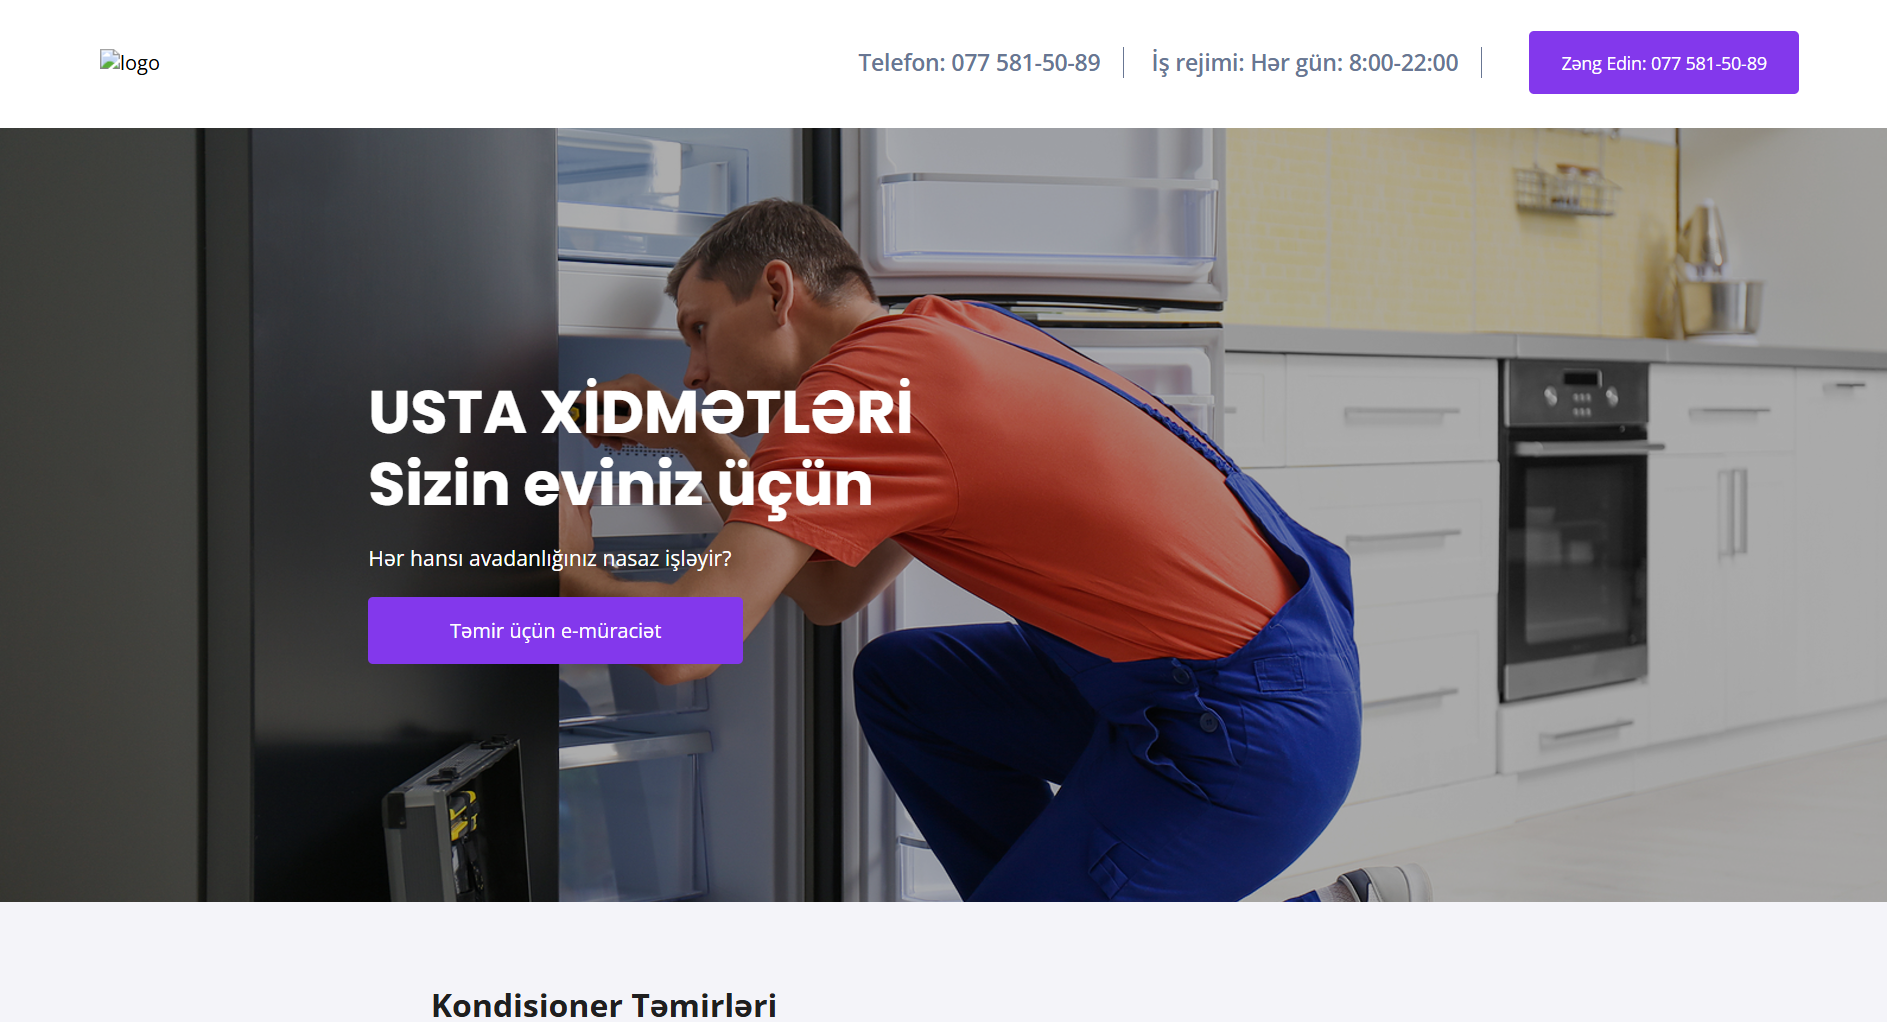 logo
Telefon: 077 581-50-89
İş rejimi: Hər gün: 8:00-22:00
Zəng Edin: 077 581-50-89
USTA XİDMƏTLƏRİ
Sizin eviniz üçün
Hər hansı avadanlığınız nasaz işləyir?
Təmir üçün e-müraciət
Kondisioner Təmirləri